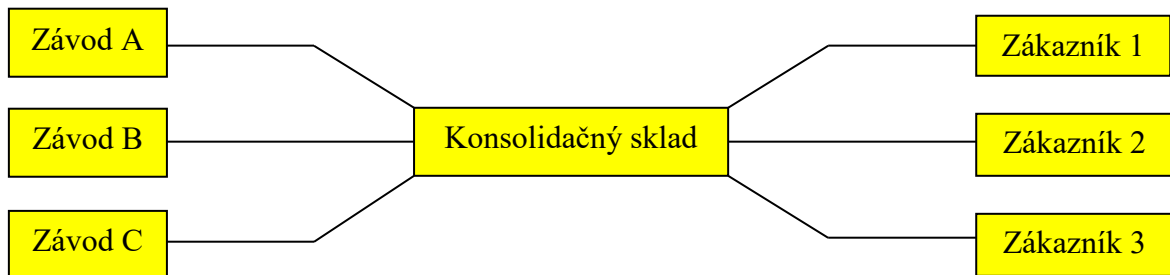 Závod A
Zákazník 1
Závod B
Konsolidačný sklad
Zákazník 2
Závod C
Zákazník 3